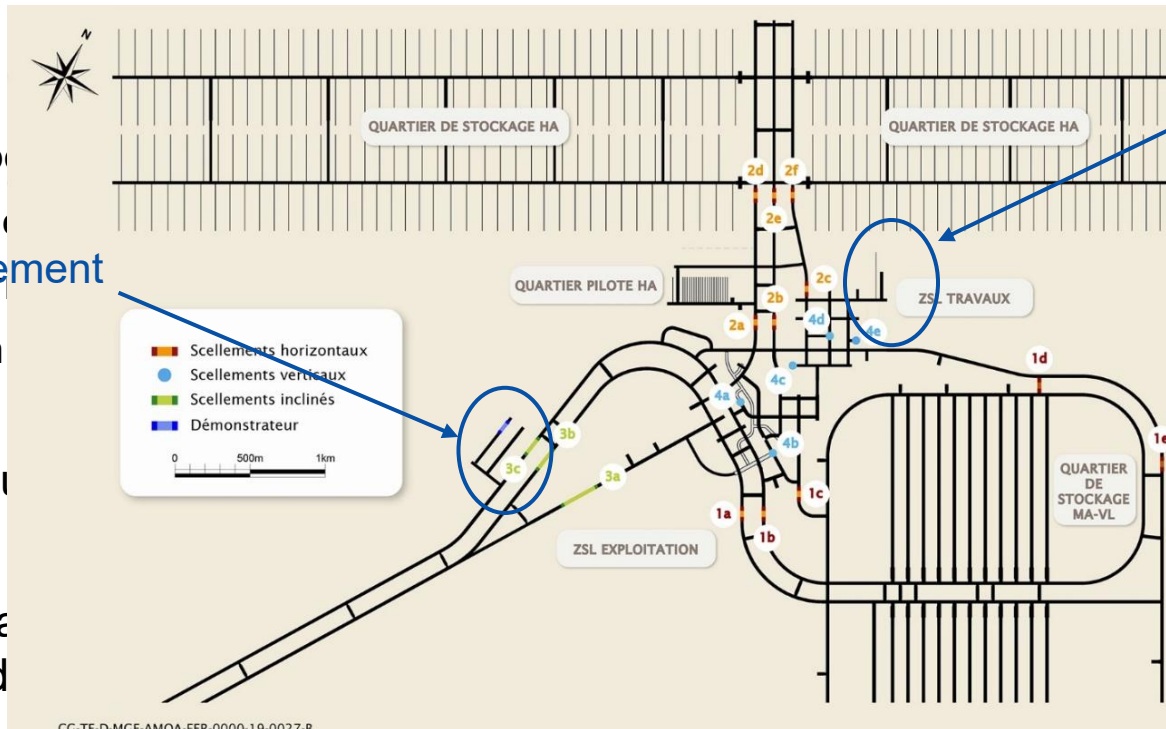 N
QUARTIER DE STOCKAGE HA
QUARTIER DE STOCKAGE HA
2d
2f
2e
ement
QUARTIER PILOTE HA
2c
ZSL TRAVAUX
2b
2a
4d
4e
Scellements horizontaux
Scellements verticaux
Scellements inclinés
Démonstrateur
0
500m
1km
4c
1d
4a
3b
4b
1e
3c
3a
QUARTIER
DE
STOCKAGE
MA-VL
1c
1a
1b
ZSL EXPLOITATION